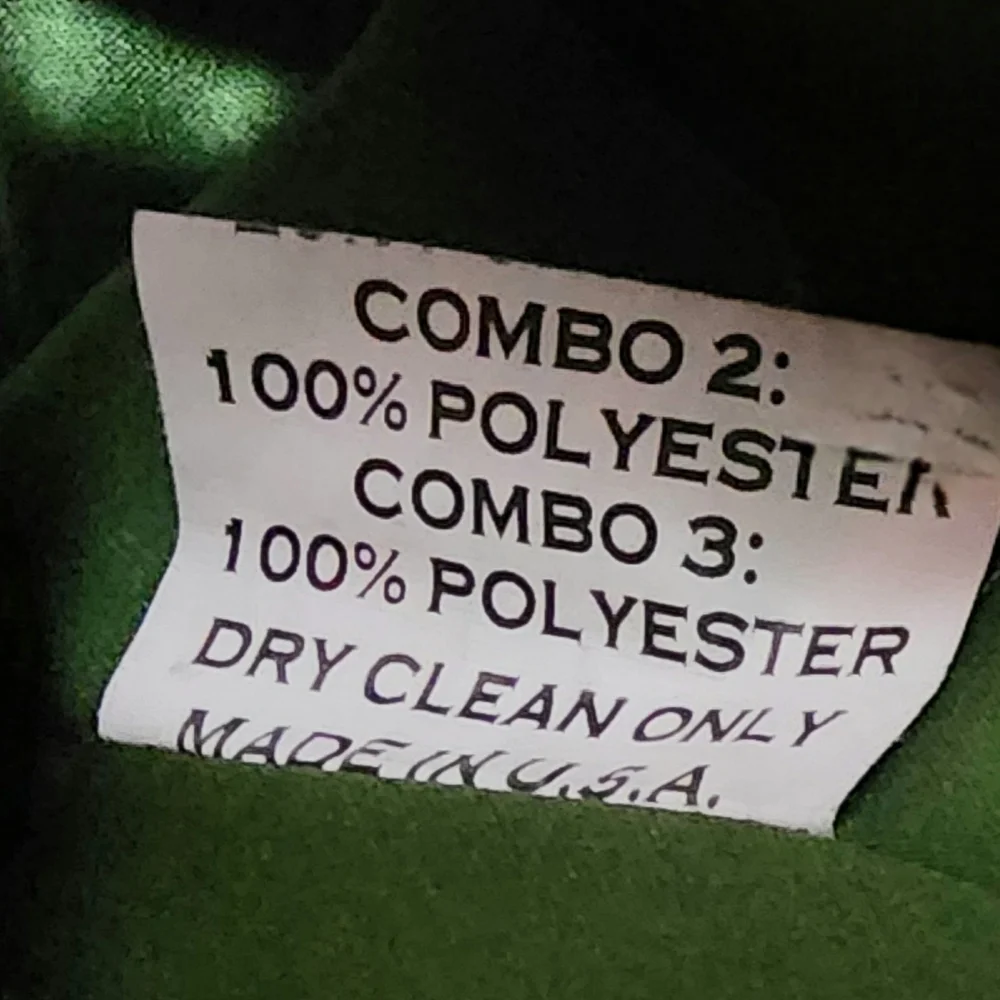 COMBO 2:
100% POLYESTER
COMBO 3:
100% POLYESTER
DRY CLEAN ONLY
MADE IN U.S.A.